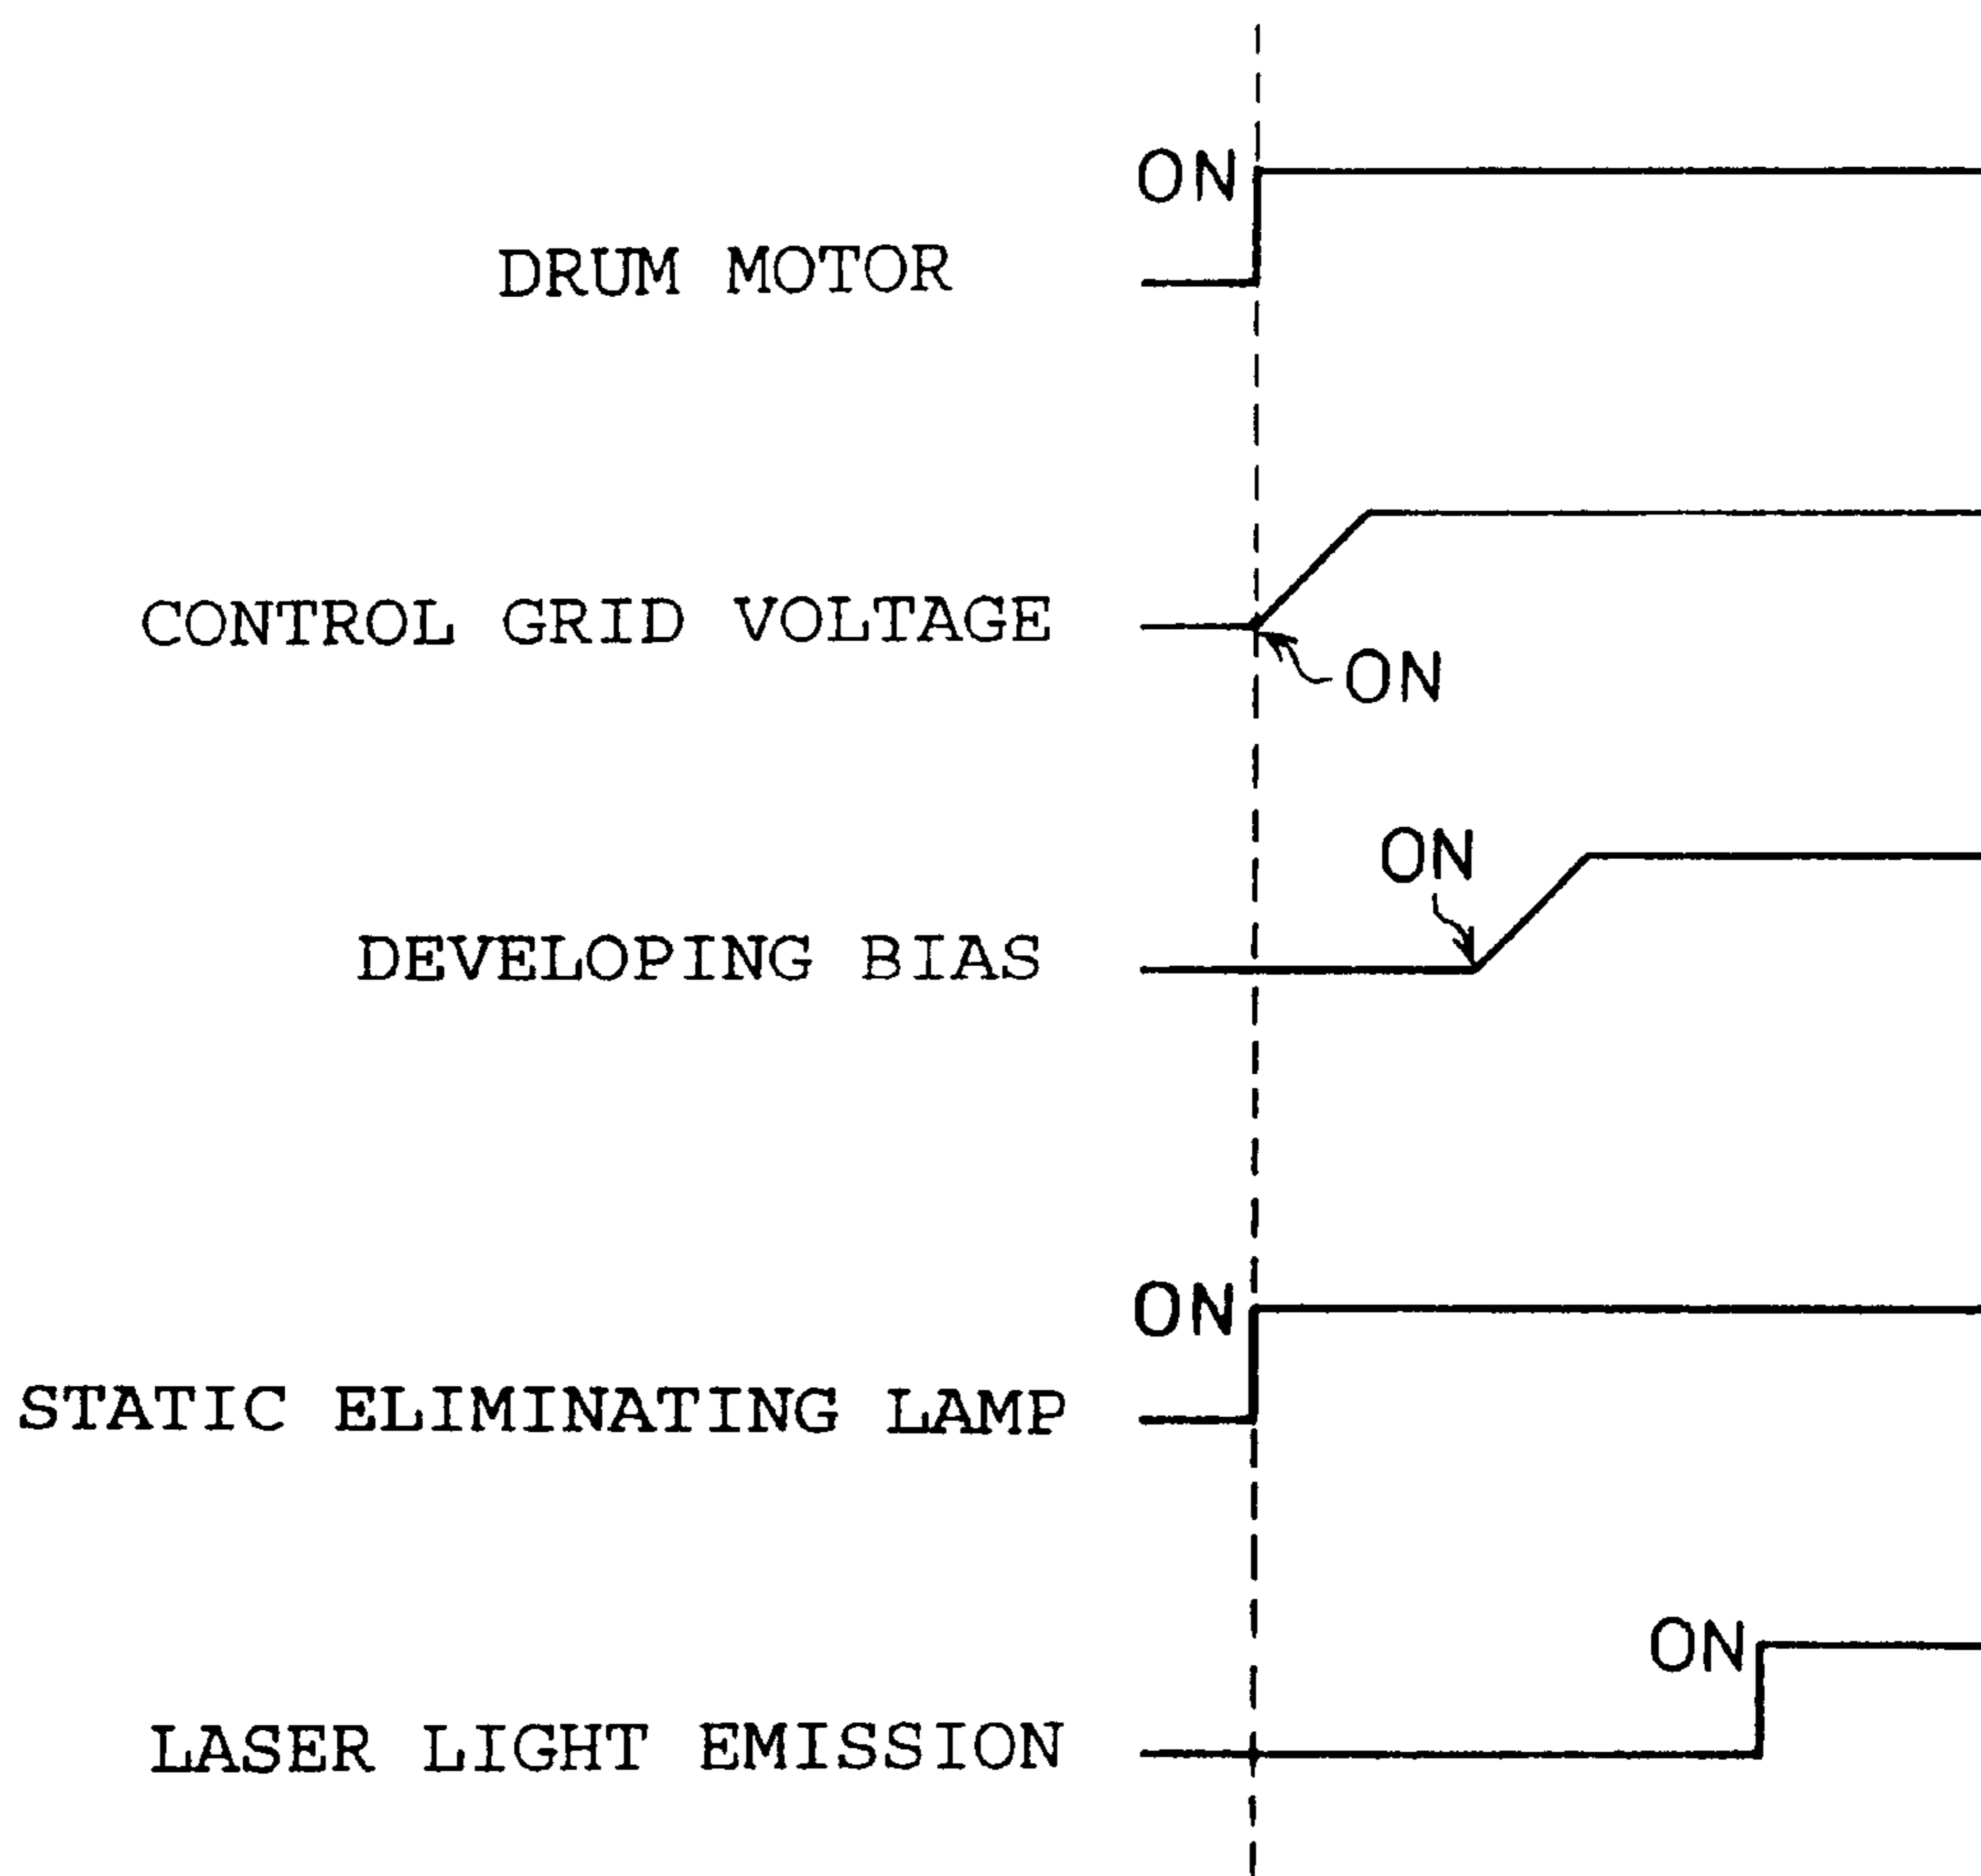 ON
DRUM MOTOR
CONTROL GRID VOLTAGE
ON
ON
DEVELOPING BIAS
ON
STATIC ELIMINATING LAMP
ON
LASER LIGHT EMISSION